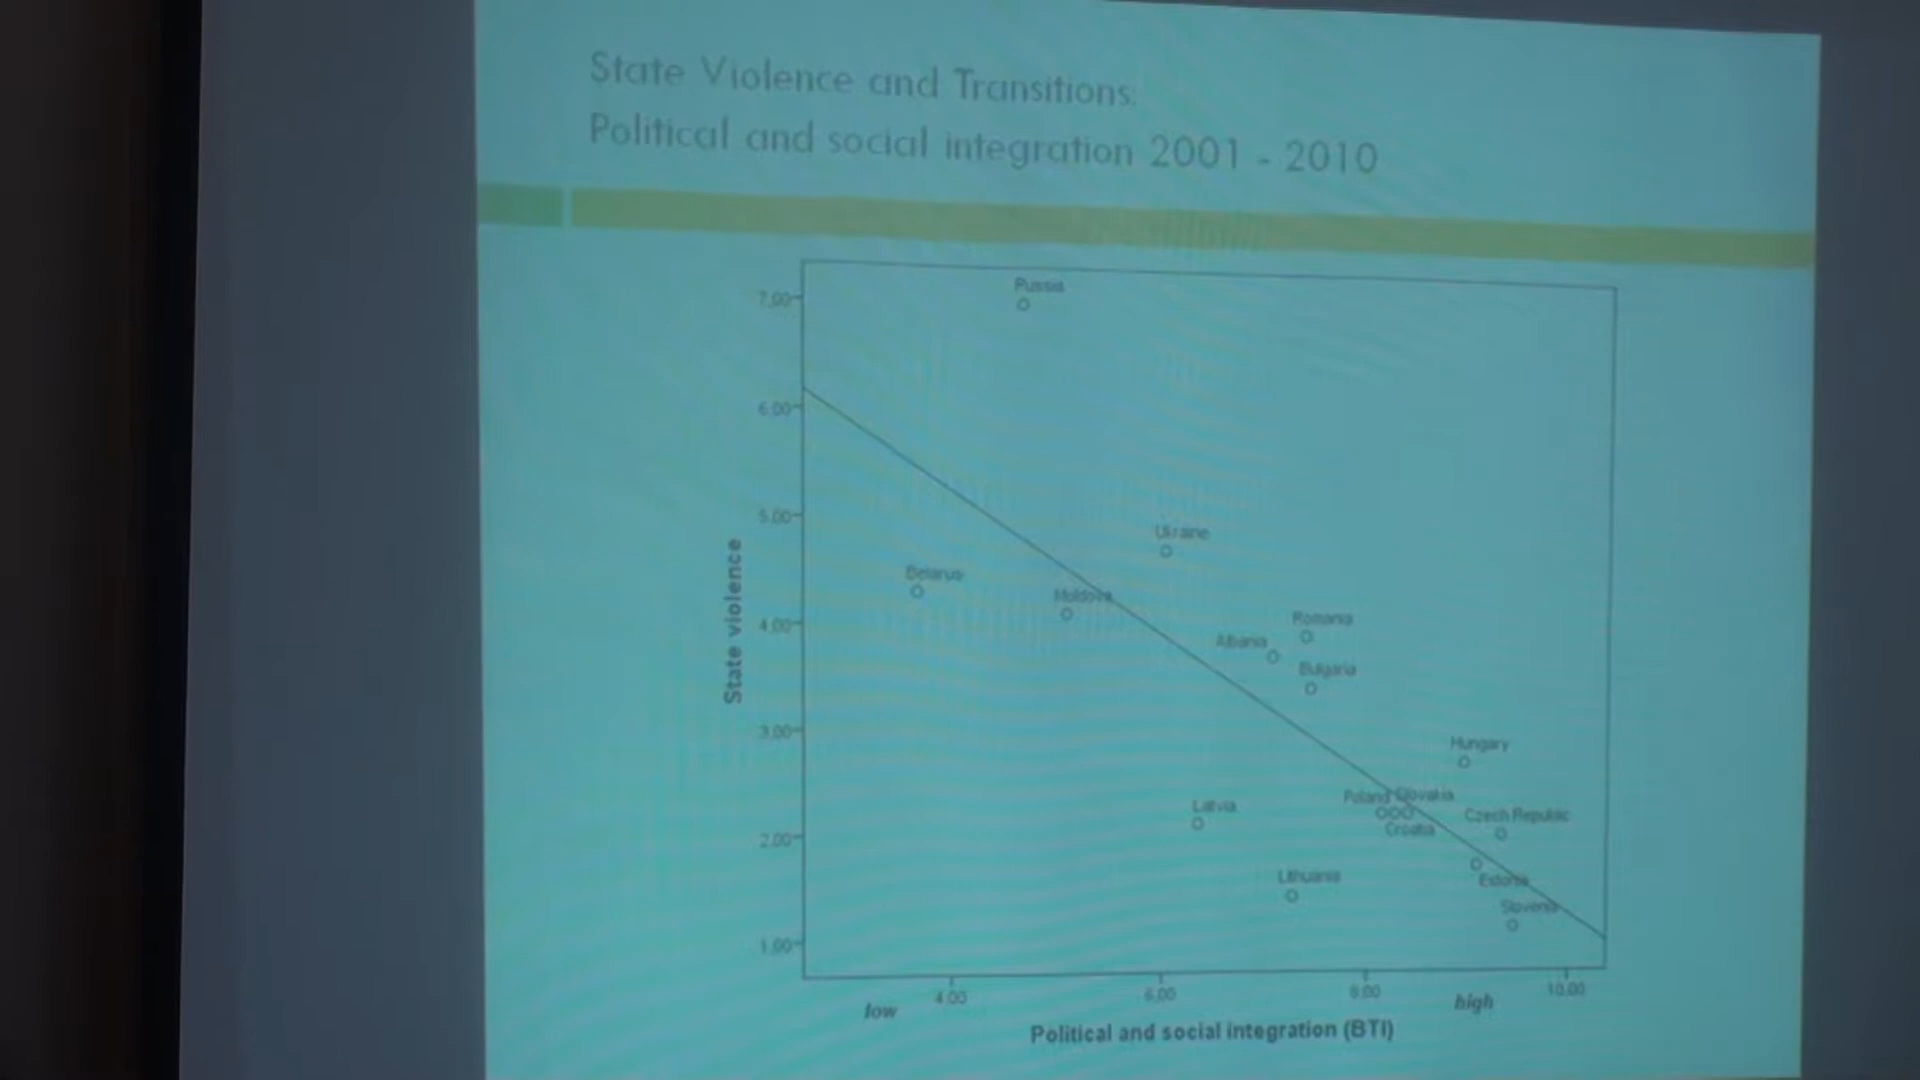 State Violence and Transitions:
Political and social integration 2001 - 2010
Russia
7,00
6,00
5,00
Ukraine
Belarus
Moldova
Romania
4,00
Albania
Bulgaria
State violence
3,00
Hungary
Poland Slovakia
Latvia
Czech Republic
Croatia
2,00
Lithuania
Estonia
Slovenia
1,00
4,00 6,00 8,00 10,00
low high
Political and social integration (BTI)